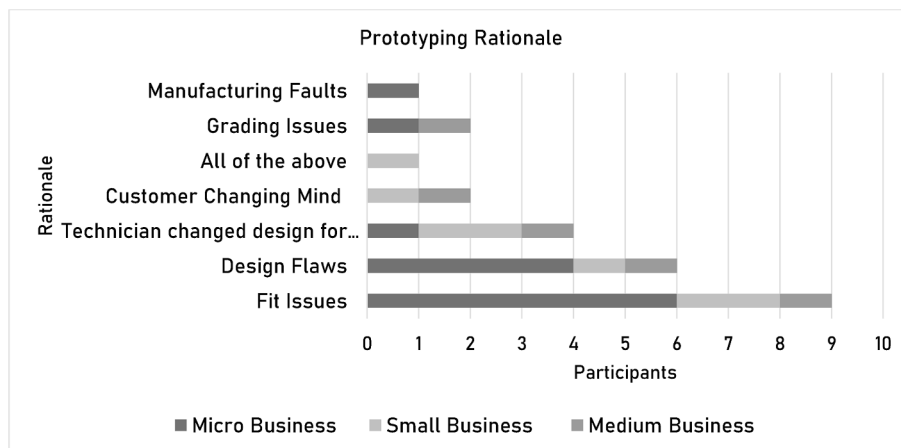 Prototyping Rationale
Rationale
Manufacturing Faults
Grading Issues
All of the above
Customer Changing Mind
Technician changed design for...
Design Flaws
Fit Issues
0 1 2 3 4 5 6 7 8 9 10
Participants
Micro Business Small Business Medium Business